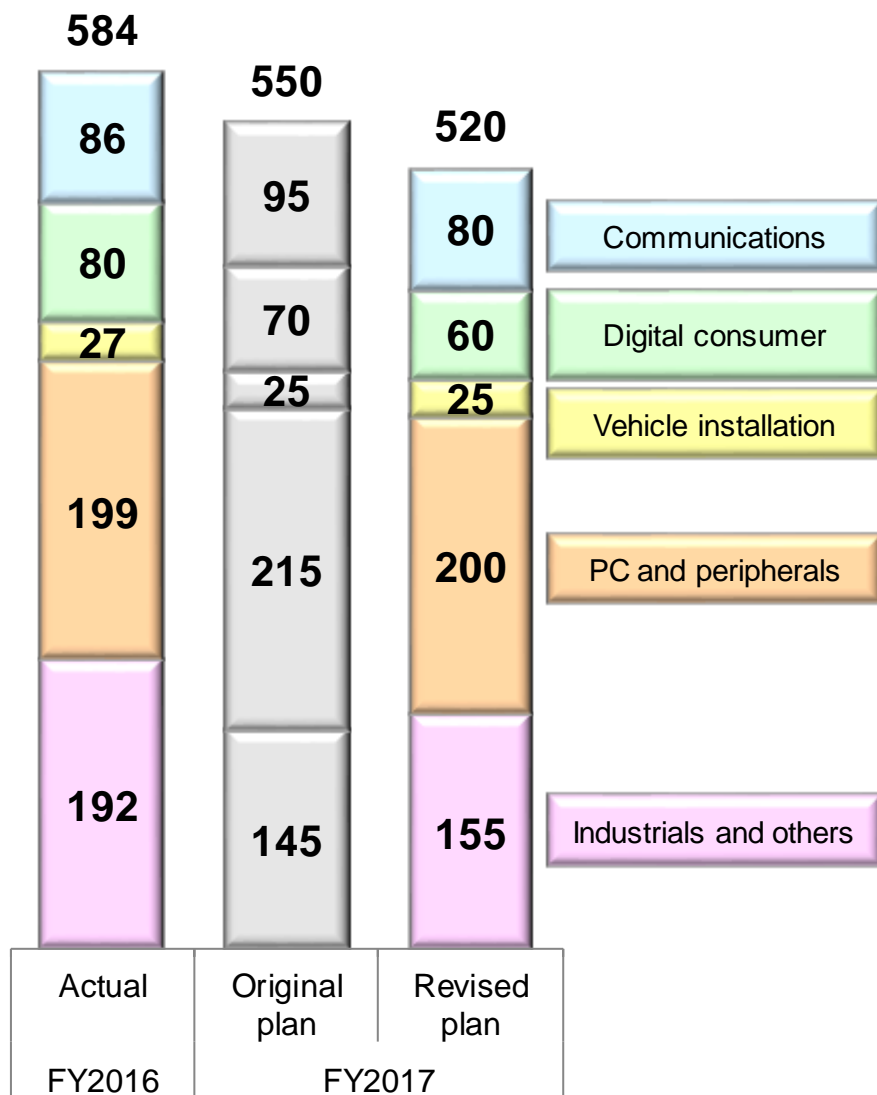 584
550
520
86
95
80
Communications
80
70
60
Digital consumer
27
25
25
Vehicle installation
199
215
200
PC and peripherals
192
145
155
Industrials and others
Actual
Original
plan
Revised
plan
FY2016
FY2017